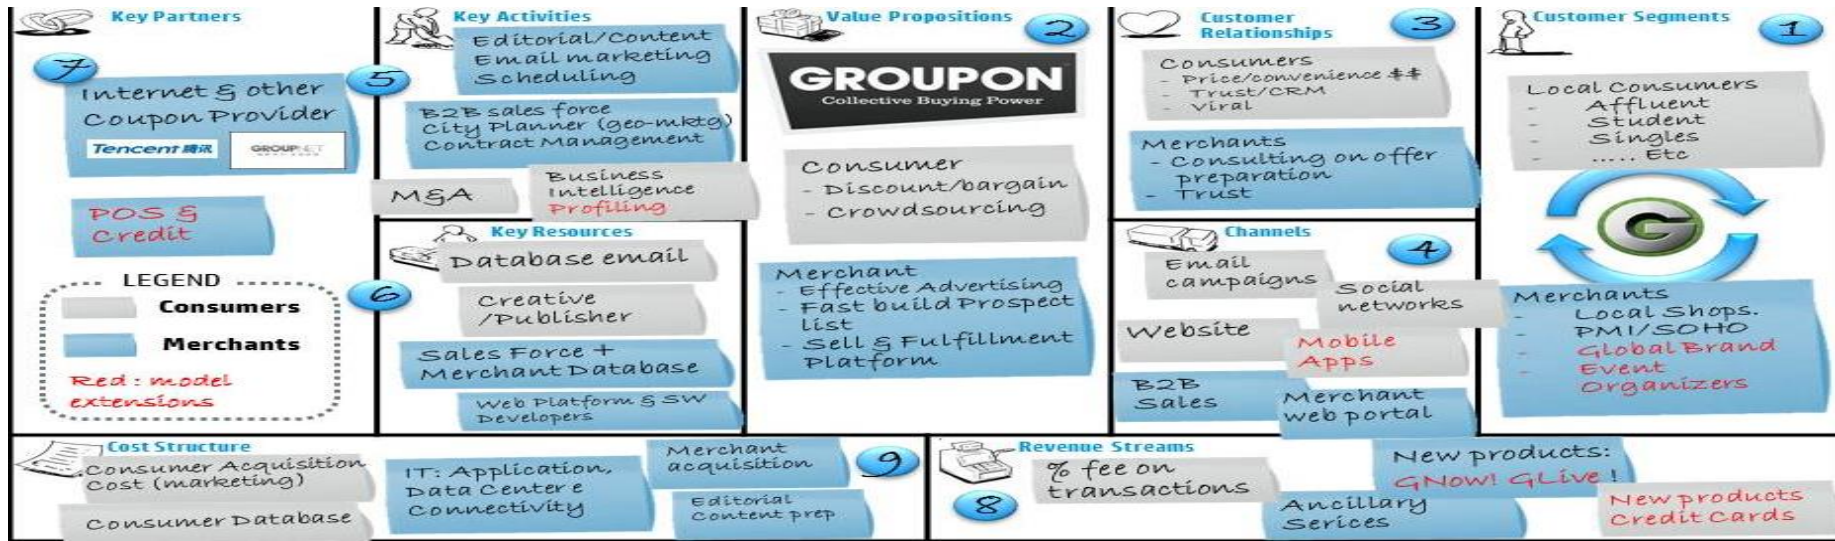 Key Partners
7
Internet & other
Coupon Provider
Tencent 腾讯
GROUPNET
POS &
Credit
LEGEND
Consumers
Merchants
Red : model
extensions
Key Activities
5
Editorial/Content
Email marketing
Scheduling
B2B sales force
City Planner (geo-mktg)
Contract Management
M&A
Business
Intelligence
Profiling
Key Resources
6
Database email
Creative
/Publisher
Sales Force +
Merchant Database
Web Platform & SW
Developers
Value Propositions
2
GROUPON
Collective Buying Power
Consumer
- Discount/bargain
- Crowdsourcing
Merchant
- Effective Advertising
- Fast build Prospect
list
- Sell & Fulfillment
Platform
Customer
Relationships
3
Consumers
- Price/convenience $$
- Trust/CRM
- Viral
Merchants
- Consulting on offer
preparation
- Trust
Channels
4
Email
campaigns
Social
networks
Website
Mobile
Apps
B2B
Sales
Merchant
web portal
Customer Segments
1
Local Consumers
- Affluent
- Student
- Singles
- ..... Etc
G
Merchants
- Local Shops.
- PMI/SOHO
- Global Brand
- Event
Organizers
Cost Structure
9
Consumer Acquisition
Cost (marketing)
Consumer Database
IT: Application,
Data Center e
Connectivity
Merchant
acquisition
Editorial
Content prep
Revenue Streams
8
% fee on
transactions
Ancillary
Serices
New products:
GNow! GLive !
New products
Credit Cards